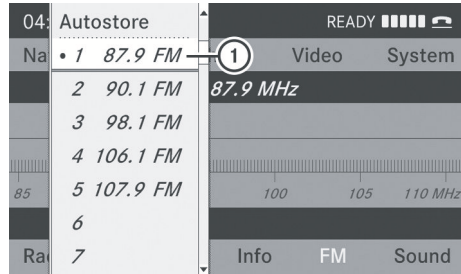 04: Autostore READY
Na • 1 87.9 FM 1 Video System
2 90.1 FM 87.9 MHz
3 98.1 FM
4 106.1 FM
85 5 107.9 FM 100 105 110 MHz
6
Ra 7 Info FM Sound